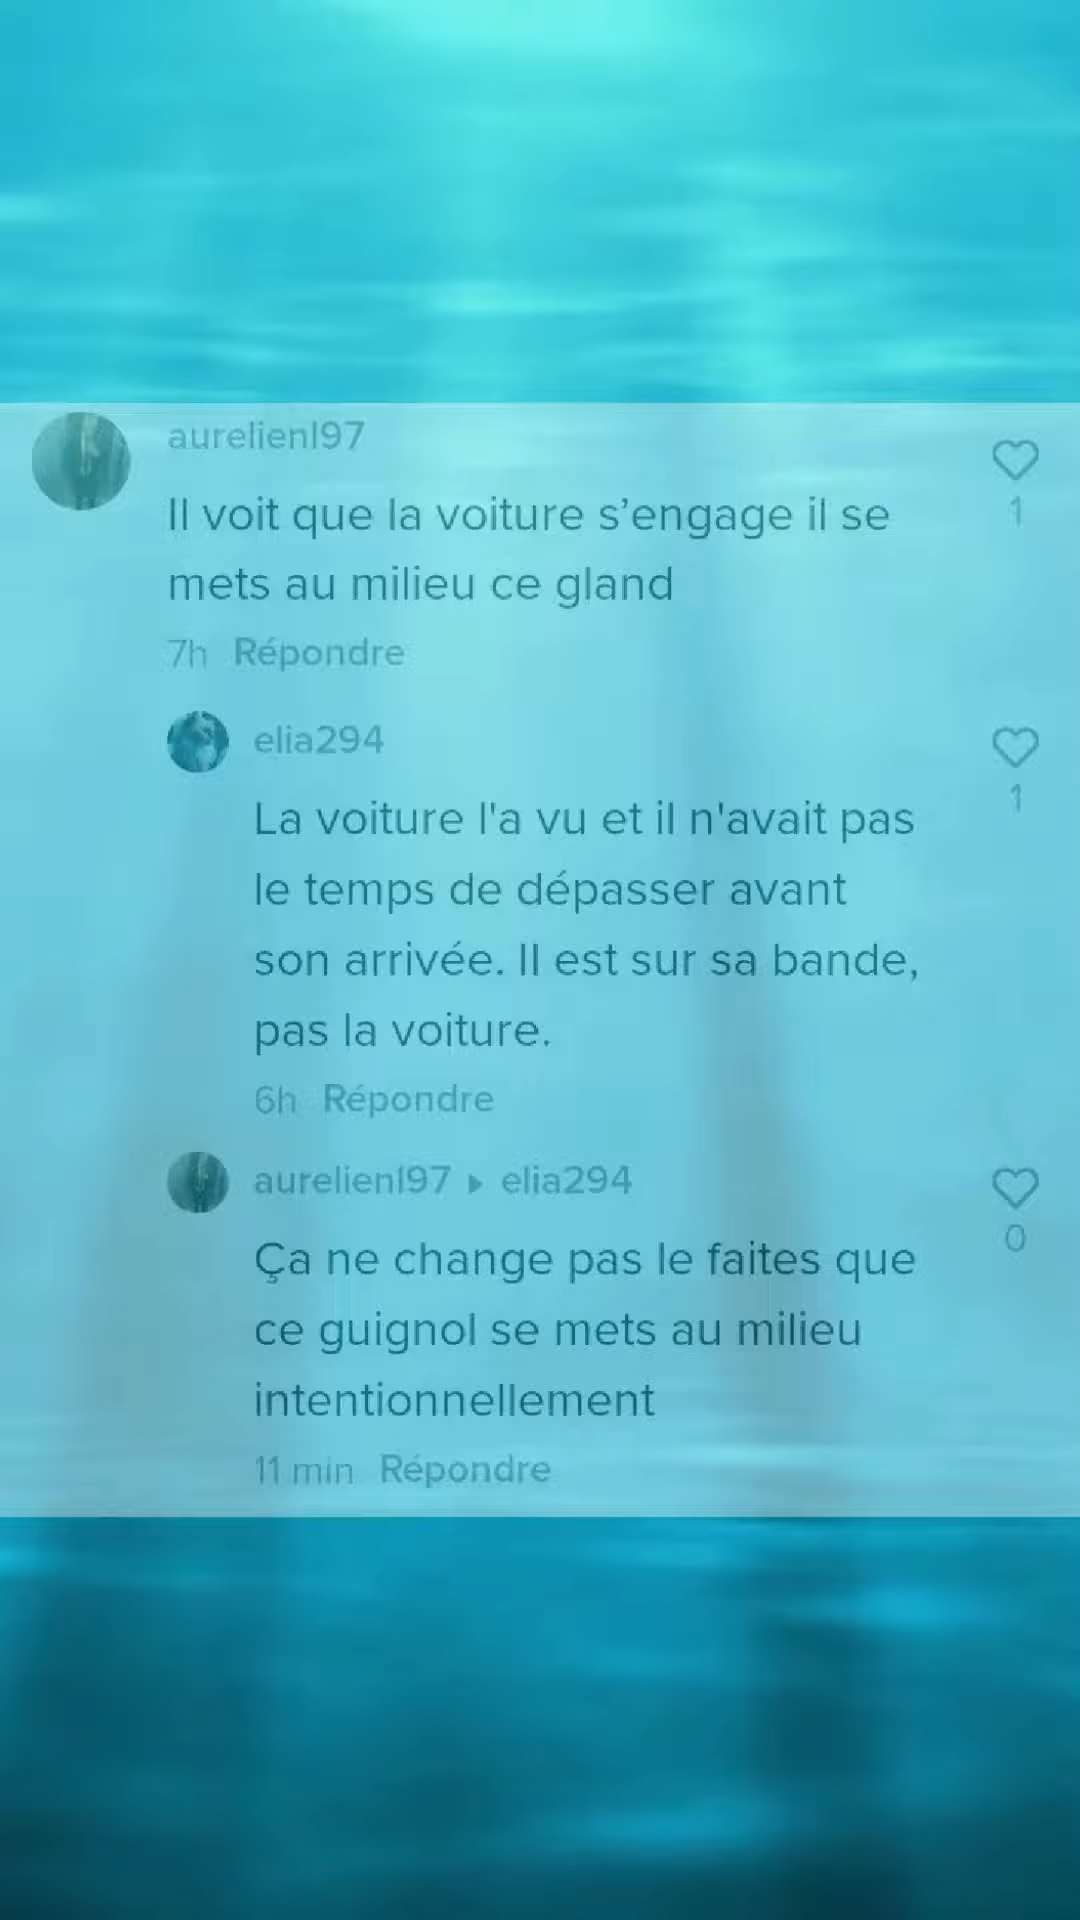 aurelienl97
Il voit que la voiture s’engage il se
mets au milieu ce gland
1
7h Répondre
elia294
La voiture l'a vu et il n'avait pas
le temps de dépasser avant
son arrivée. Il est sur sa bande,
pas la voiture.
1
6h Répondre
aurelienl97 ▸ elia294
Ça ne change pas le faites que
ce guignol se mets au milieu
intentionnellement
0
11 min Répondre